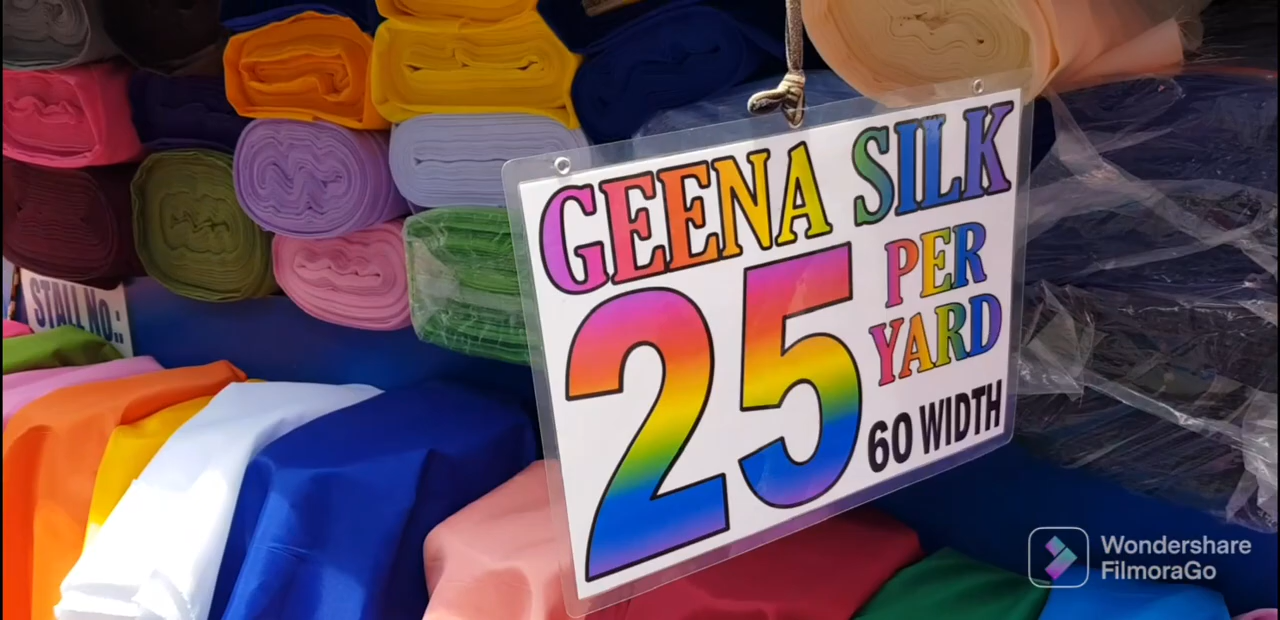 GEENA SILK
25
PER
YARD
60 WIDTH
STALL NO.:
Wondershare
FilmoraGo